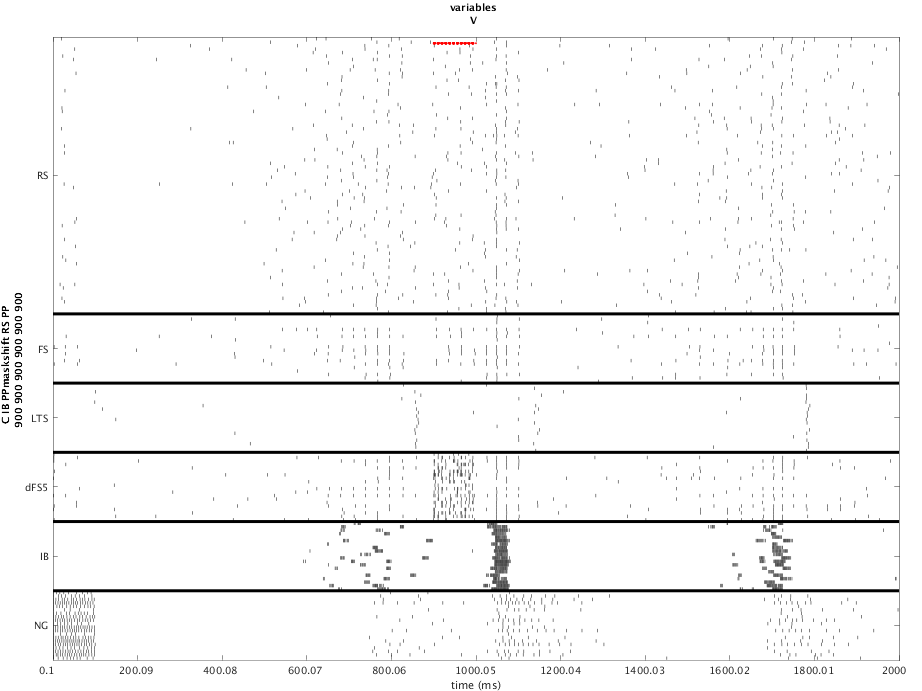 variables
V
C IB PPmaskshift RS PP
900 900 900 900 900 900 900
RS
FS
LTS
dFS5
IB
NG
0.1 200.09 400.08 600.07 800.06 1000.05 1200.04 1400.03 1600.02 1800.01 2000
time (ms)